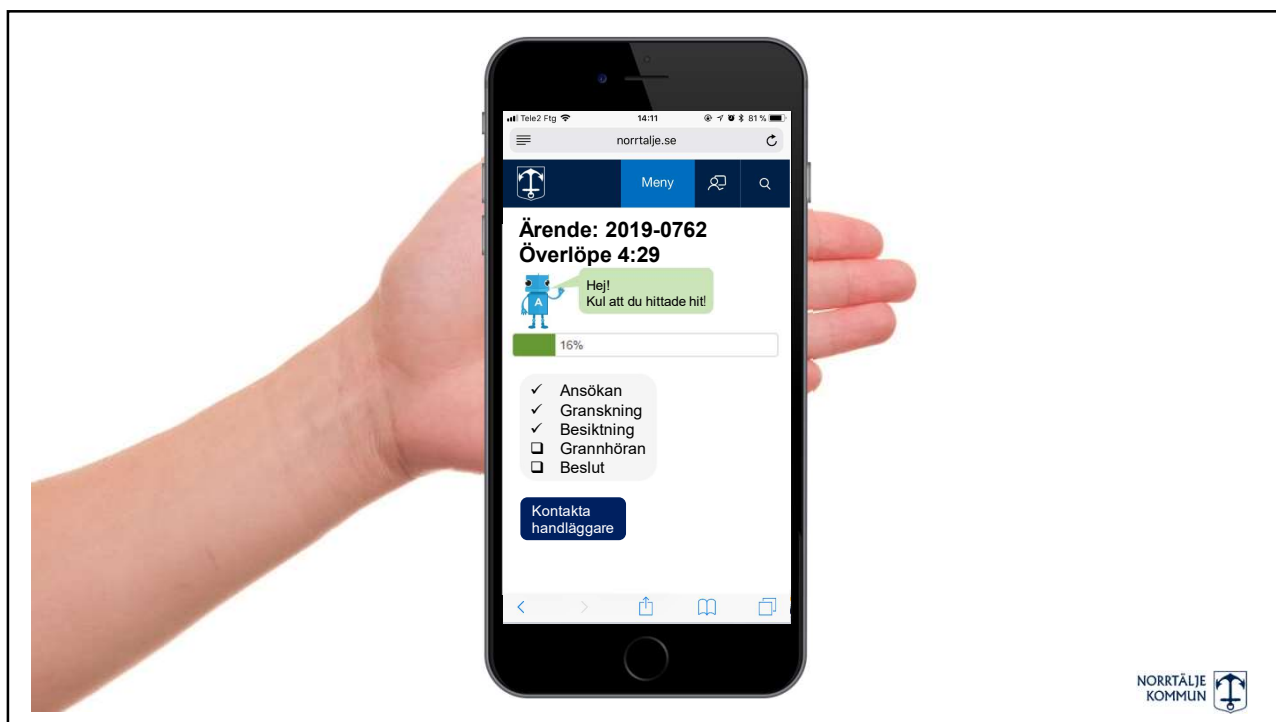 Tele2 Ftg 14:11 81 %
norrtalje.se
Meny
Ärende: 2019-0762
Överlöpe 4:29
Hej!
Kul att du hittade hit!
A
16%
✓ Ansökan
✓ Granskning
✓ Besiktning
❑ Grannhöran
❑ Beslut
Kontakta
handläggare
NORRTÄLJE
KOMMUN